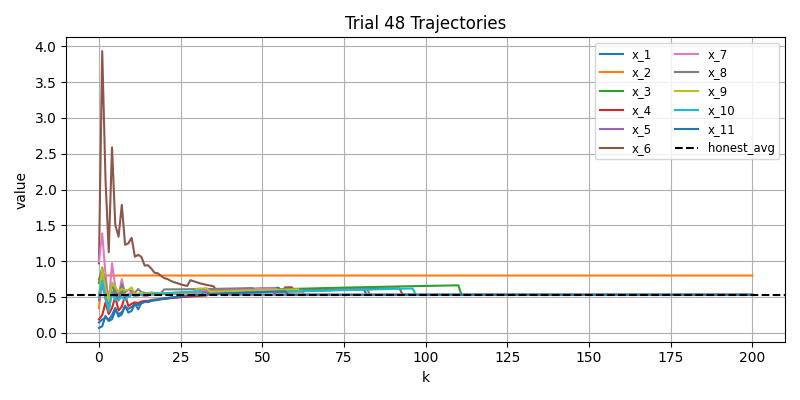 Trial 48 Trajectories
value
4.0
3.5
3.0
2.5
2.0
1.5
1.0
0.5
0.0
x_1
x_2
x_3
x_4
x_5
x_6
x_7
x_8
x_9
x_10
x_11
honest_avg
0 25 50 75 100 125 150 175 200
k